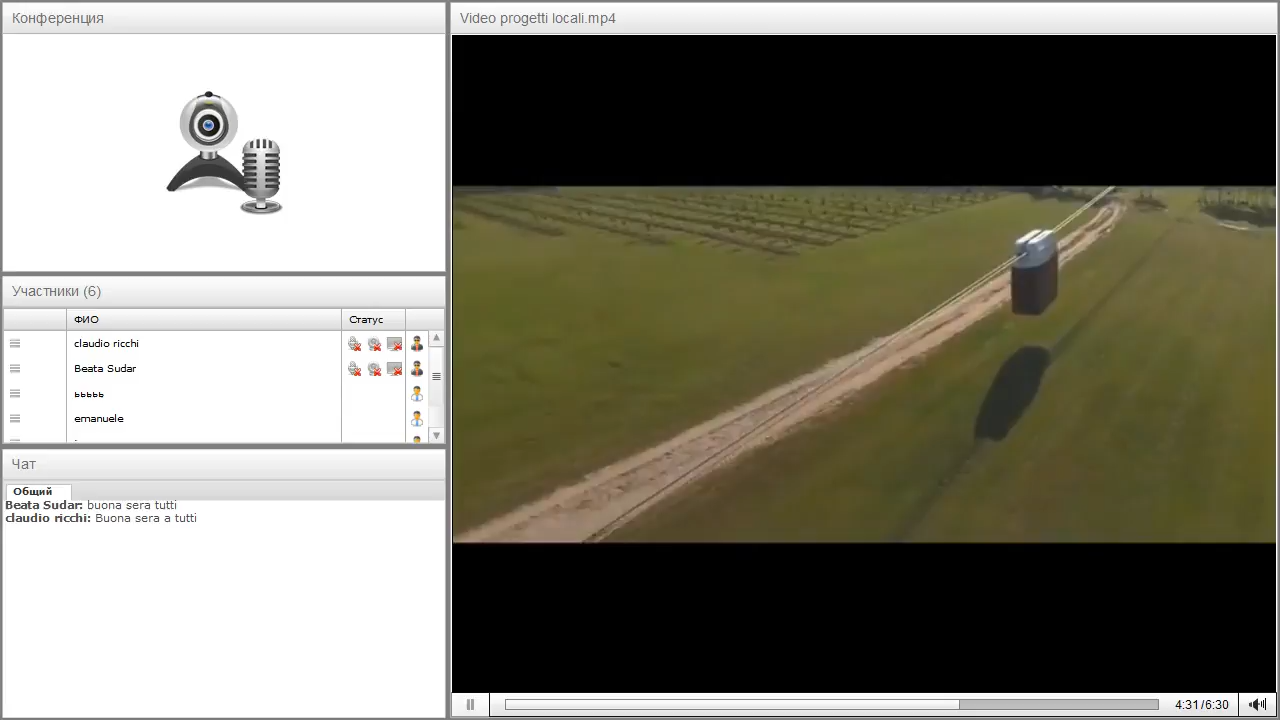 Конференция
Video progetti locali.mp4
Участники (6)
ФИО Статус
claudio ricchi
Beata Sudar
ььььь
emanuele
Чат
Общий
Beata Sudar: buona sera tutti
claudio ricchi: Buona sera a tutti
4:31/6:30